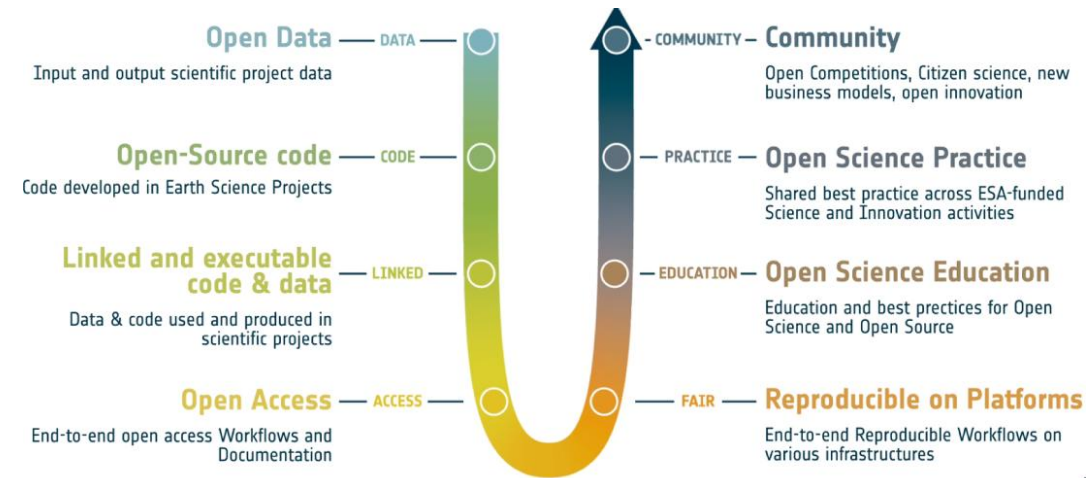 Open Data
DATA
Input and output scientific project data
Open-Source code
CODE
Code developed in Earth Science Projects
Linked and executable
code & data
LINKED
Data & code used and produced in
scientific projects
Open Access
ACCESS
End-to-end open access Workflows and
Documentation
COMMUNITY
Community
Open Competitions, Citizen science, new
business models, open innovation
PRACTICE
Open Science Practice
Shared best practice across ESA-funded
Science and Innovation activities
EDUCATION
Open Science Education
Education and best prectices for Open
Science and Open Source
FAIR
Reproducible on Platforms
End-to-end Reproducible Workflows on
various infrastructures